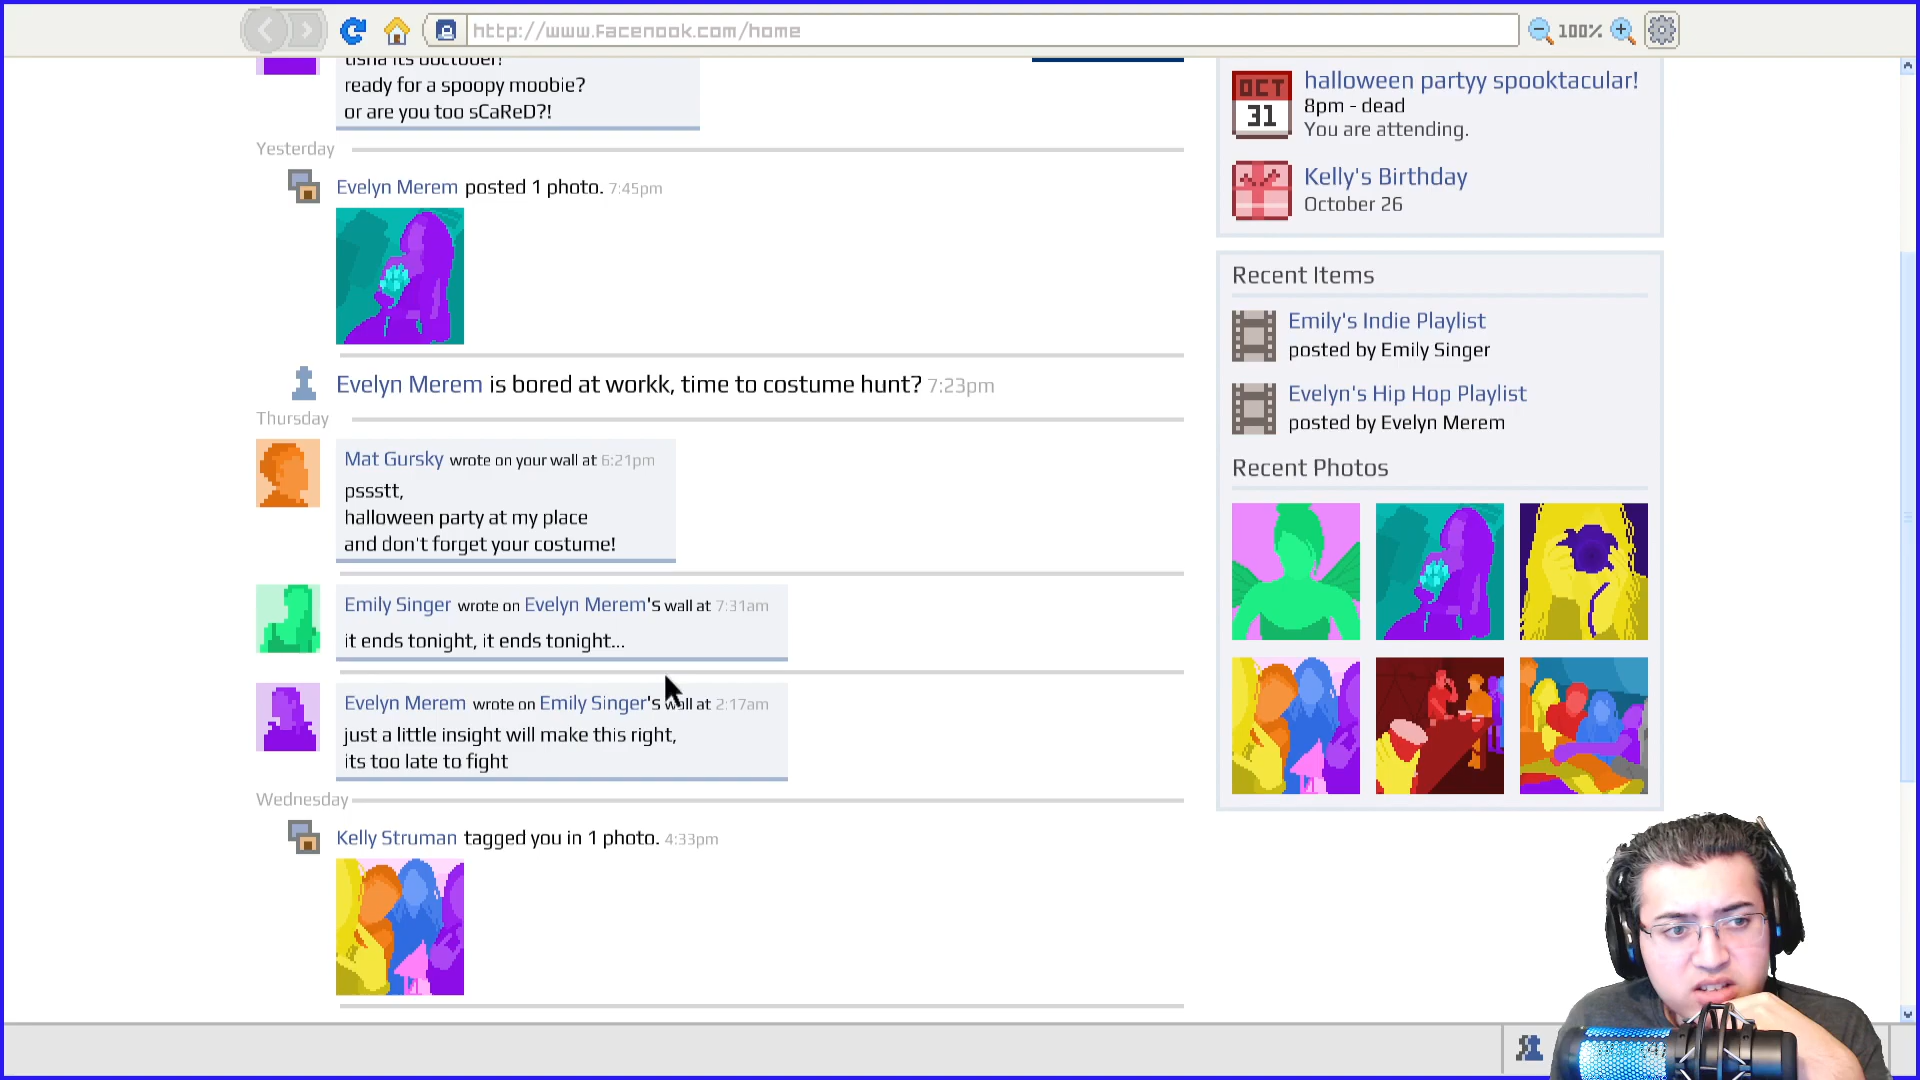 http://www.facenook.com/home
100%
tisha its doctober!
ready for a spoopy moobie?
or are you too sCaReD?!
Yesterday
Evelyn Merem posted 1 photo. 7:45pm
Evelyn Merem is bored at workk, time to costume hunt? 7:23pm
Thursday
Mat Gursky wrote on your wall at 6:21pm
pssstt,
halloween party at my place
and don't forget your costume!
Emily Singer wrote on Evelyn Merem's wall at 7:31am
it ends tonight, it ends tonight...
Evelyn Merem wrote on Emily Singer's wall at 2:17am
just a little insight will make this right,
its too late to fight
Wednesday
Kelly Struman tagged you in 1 photo. 4:33pm
OCT
31
halloween partyy spooktacular!
8pm - dead
You are attending.
Kelly's Birthday
October 26
Recent Items
Emily's Indie Playlist
posted by Emily Singer
Evelyn's Hip Hop Playlist
posted by Evelyn Merem
Recent Photos